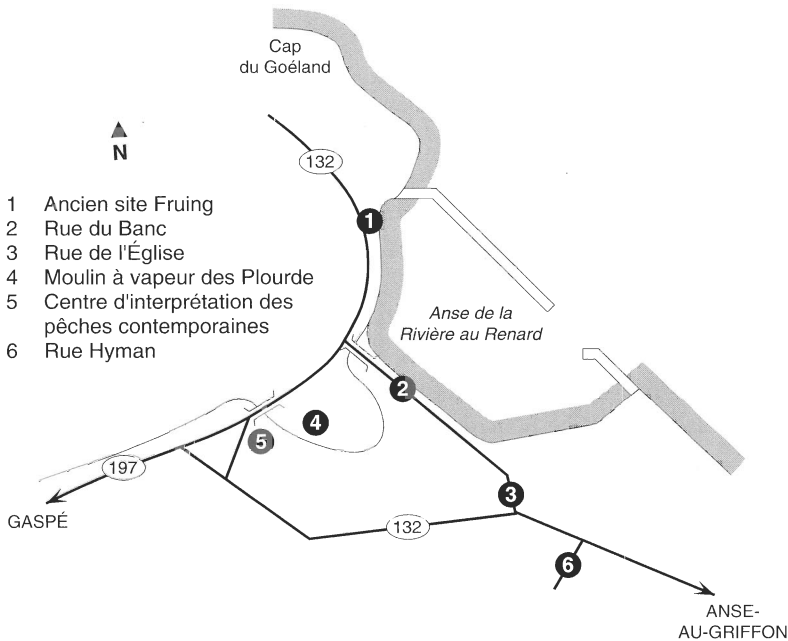 Cap
du Goéland
N
132
1 Ancien site Fruing
2 Rue du Banc
3 Rue de l'Église
4 Moulin à vapeur des Plourde
5 Centre d'interprétation des
pêches contemporaines
6 Rue Hyman
1
Anse de la
Rivière au Renard
2
4
5
197
3
GASPÉ
132
6
ANSE-
AU-GRIFFON